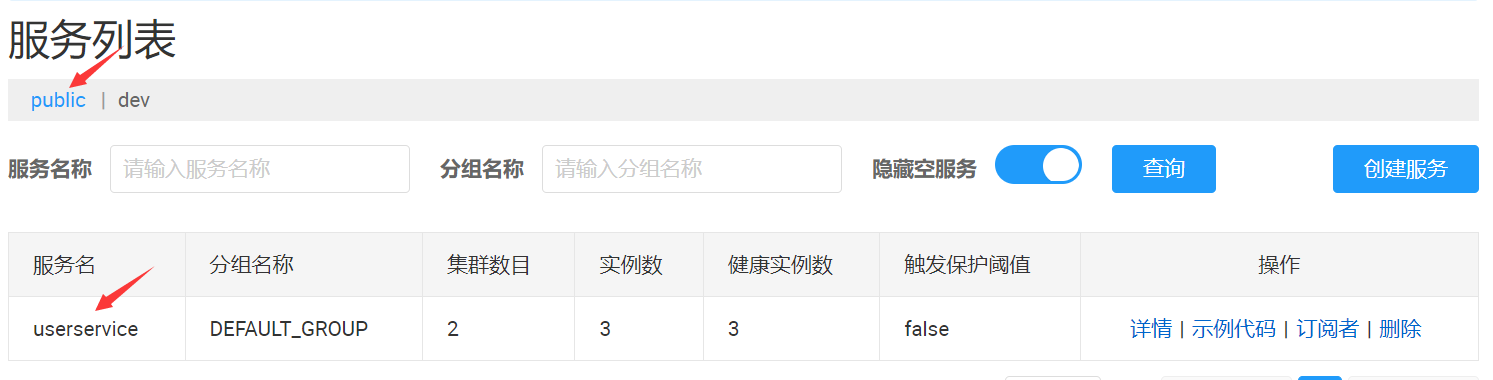 服务列表
public | dev
服务名称 请输入服务名称 分组名称 请输入分组名称 隐藏空服务 查询 创建服务
服务名 分组名称 集群数目 实例数 健康实例数 触发保护阈值 操作
userservice DEFAULT_GROUP 2 3 3 false 详情 | 示例代码 | 订阅者 | 删除